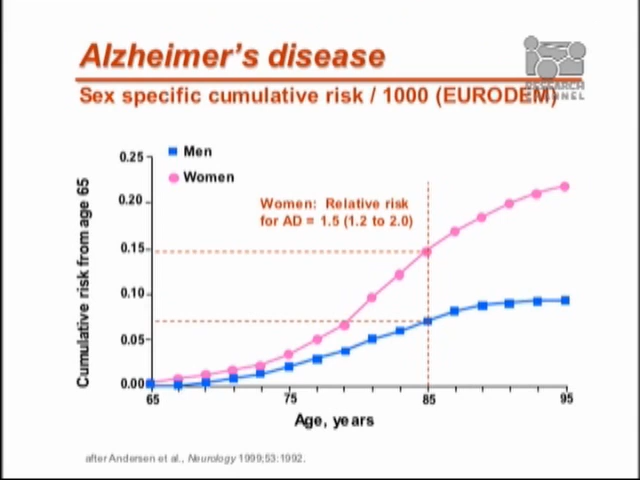 Alzheimer's disease
RESEARCH
CHANNEL
Sex specific cumulative risk / 1000 (EURODEM)
Men
Women
Women: Relative risk
for AD = 1.5 (1.2 to 2.0)
Cumulative risk from age 65
0.25
0.20
0.15
0.10
0.05
0.00
65
75
85
95
Age, years
after Andersen et al., Neurology 1999;53:1992.